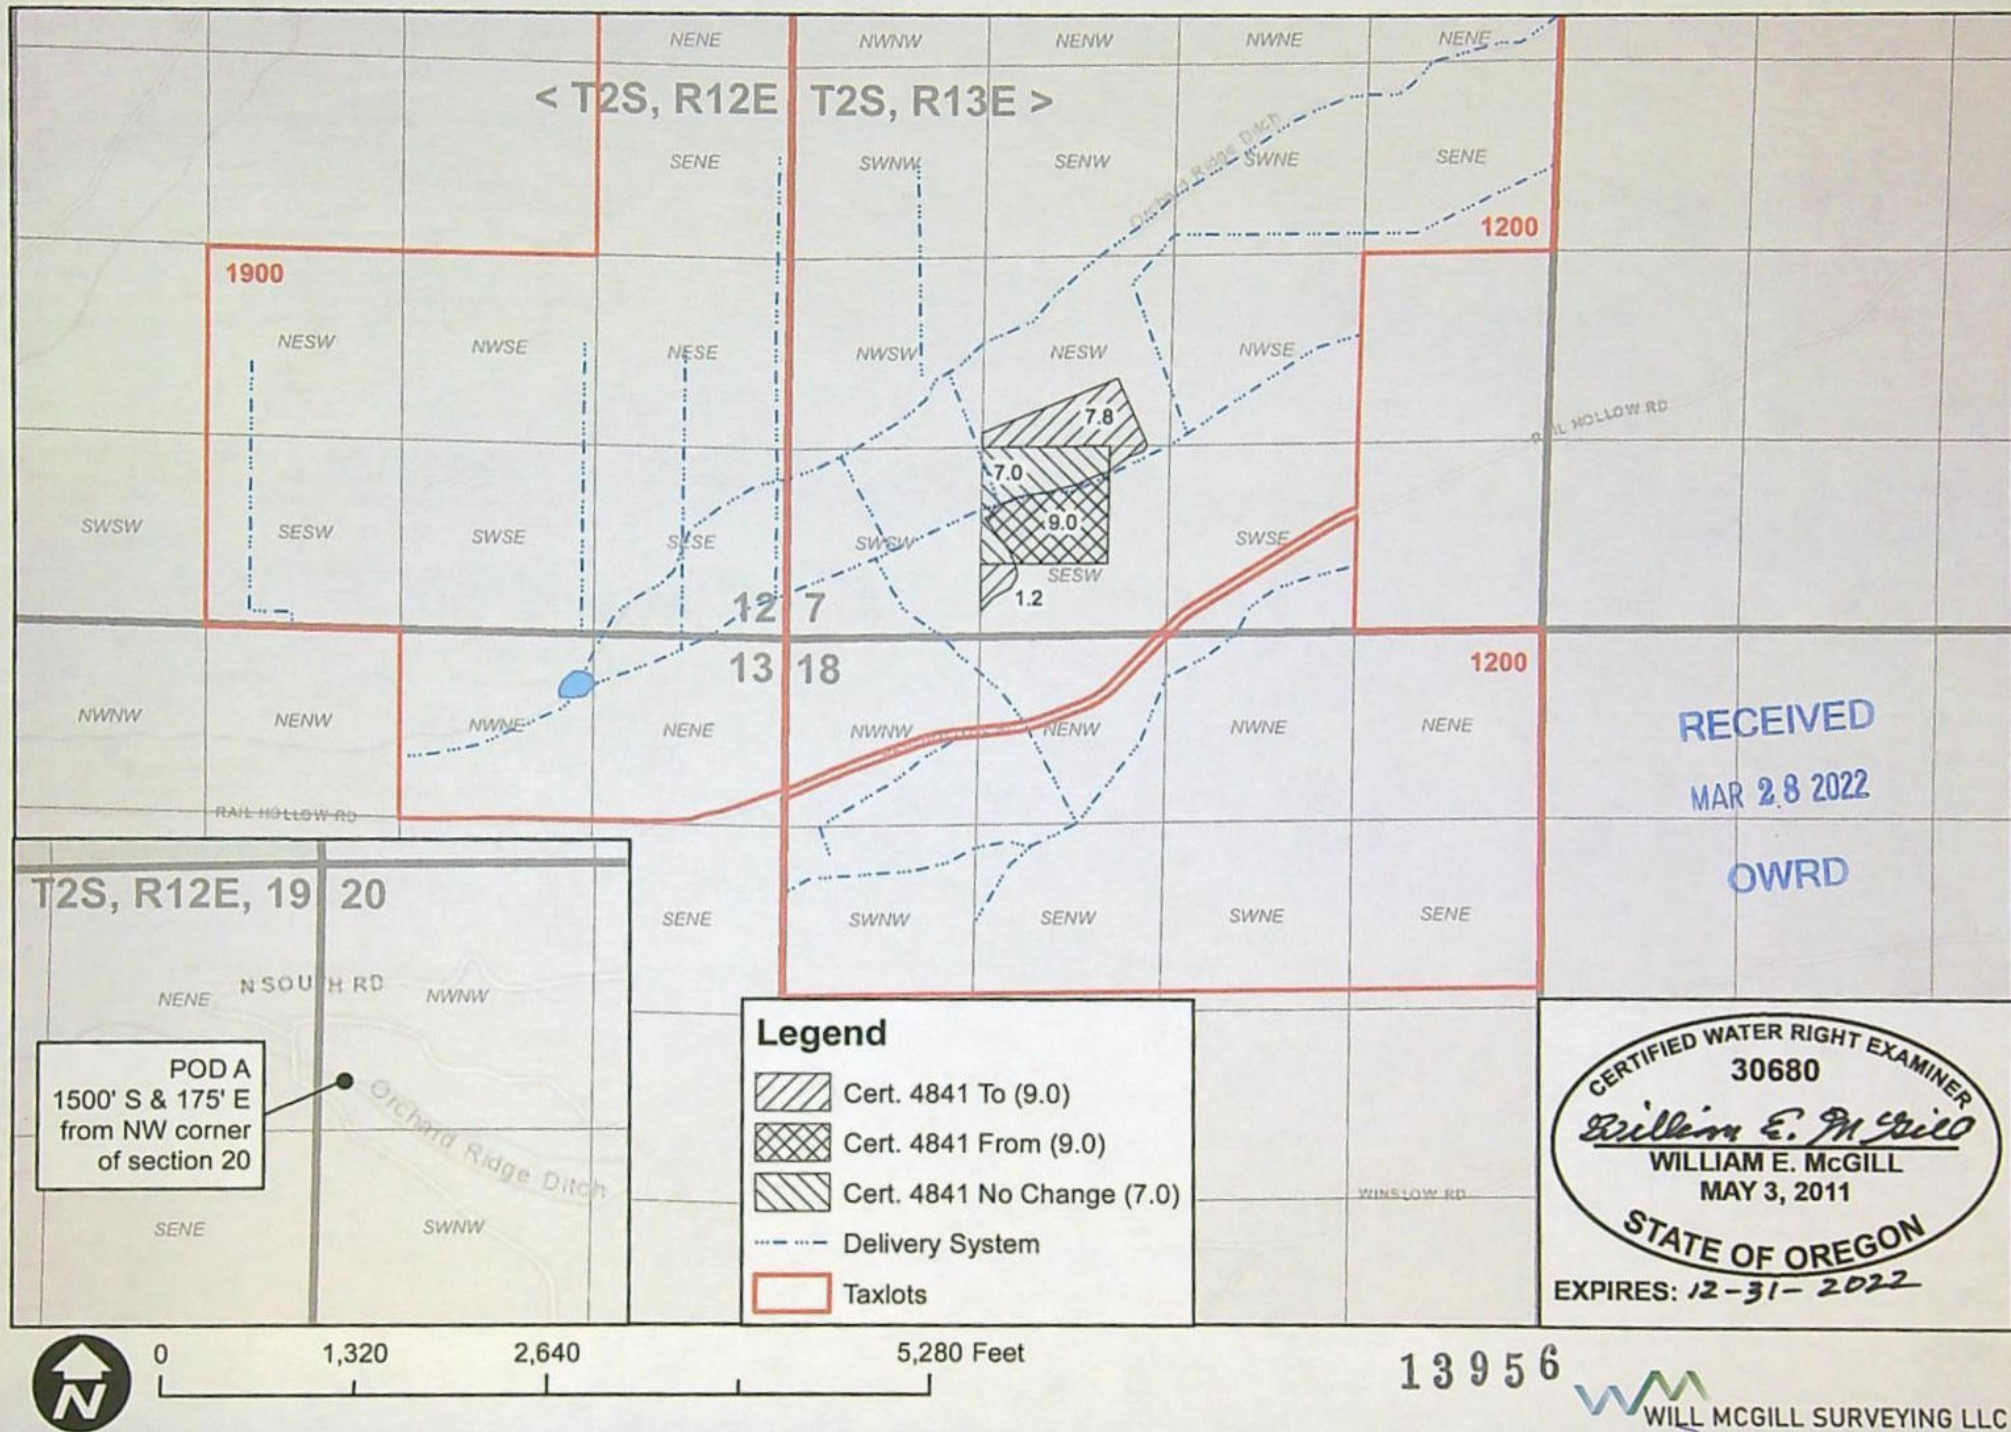 NENE NWNW NENW NWNE NENE
< T2S, R12E T2S, R13E >
Orchard Ridge Ditch
SENE SWNW SENW SWNE SENE
1200
1900
NESW NWSE NESE NWSW NESW NWSE
7.8
RAIL HOLLOW RD
7.0
SWSW SESW SWSE SESE SWSW 9.0 SWSE
SESW
1.2
12 7
13 18
1200
NWNW NENW NWNE NENE NWNW NENW NWNE NENE
RAIL HOLLOW RD
SENE SWNW SENW SWNE SENE
RECEIVED
MAR 28 2022
OWRD
T2S, R12E, 19 20
N SOUTH RD
NENE NWNW
POD A
1500' S & 175' E
from NW corner
of section 20
Orchard Ridge Ditch
SENE SWNW
Legend
Cert. 4841 To (9.0)
Cert. 4841 From (9.0)
Cert. 4841 No Change (7.0)
Delivery System
Taxlots
WINSLOW RD
CERTIFIED WATER RIGHT EXAMINER
30680
William E. McGill
WILLIAM E. McGILL
MAY 3, 2011
STATE OF OREGON
EXPIRES: 12-31-2022
N
0 1,320 2,640 5,280 Feet
13956
WM
WILL MCGILL SURVEYING LLC